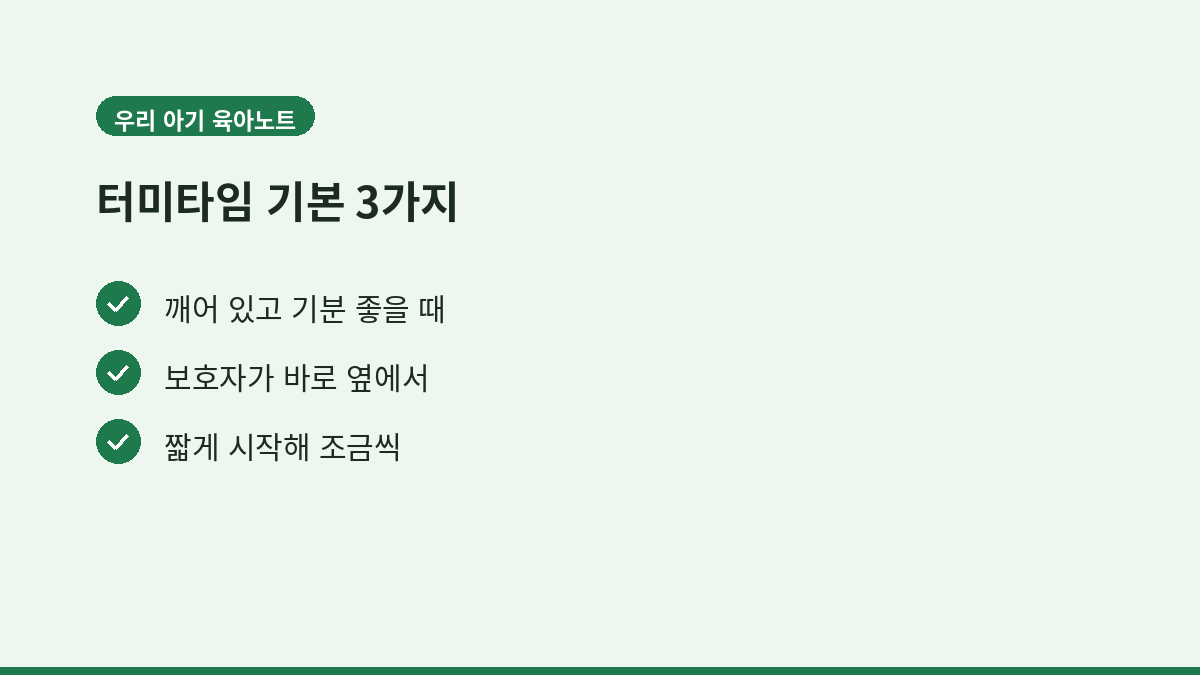 우리 아기 육아노트
터미타임 기본 3가지
깨어 있고 기분 좋을 때
보호자가 바로 옆에서
짧게 시작해 조금씩